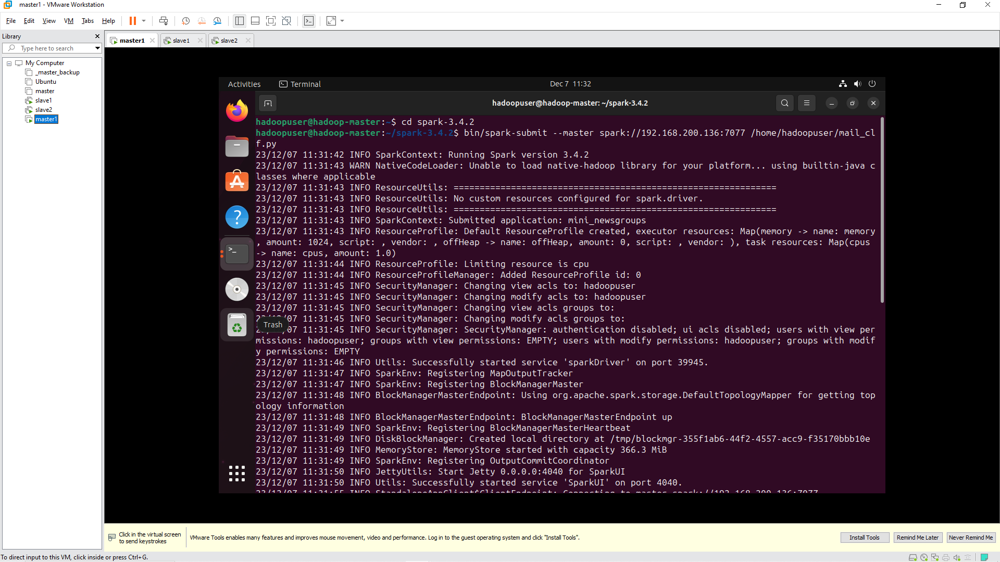 master1 - VMware Workstation
File Edit View VM Tabs Help
Library
Type here to search
My Computer
_master_backup
Ubuntu
master
slave1
slave2
master1
master1 slave1 slave2
Activities Terminal Dec 7 11:32
hadoopuser@hadoop-master: ~/spark-3.4.2
hadoopuser@hadoop-master:~$ cd spark-3.4.2
hadoopuser@hadoop-master:~/spark-3.4.2$ bin/spark-submit --master spark://192.168.200.136:7077 /home/hadoopuser/mail_cl
f.py
23/12/07 11:31:42 INFO SparkContext: Running Spark version 3.4.2
23/12/07 11:31:43 WARN NativeCodeLoader: Unable to load native-hadoop library for your platform... using builtin-java c
lasses where applicable
23/12/07 11:31:43 INFO ResourceUtils: ==============================================================
23/12/07 11:31:43 INFO ResourceUtils: No custom resources configured for spark.driver.
23/12/07 11:31:43 INFO ResourceUtils: ==============================================================
23/12/07 11:31:43 INFO SparkContext: Submitted application: mini_newsgroups
23/12/07 11:31:43 INFO ResourceProfile: Default ResourceProfile created, executor resources: Map(memory -> name: memory
, amount: 1024, script: , vendor: , offHeap -> name: offHeap, amount: 0, script: , vendor: ), task resources: Map(cpus
-> name: cpus, amount: 1.0)
23/12/07 11:31:44 INFO ResourceProfile: Limiting resource is cpu
23/12/07 11:31:44 INFO ResourceProfileManager: Added ResourceProfile id: 0
23/12/07 11:31:45 INFO SecurityManager: Changing view acls to: hadoopuser
23/12/07 11:31:45 INFO SecurityManager: Changing modify acls to: hadoopuser
23/12/07 11:31:45 INFO SecurityManager: Changing view acls groups to:
23/12/07 11:31:45 INFO SecurityManager: Changing modify acls groups to:
Trash
07 11:31:45 INFO SecurityManager: SecurityManager: authentication disabled; ui acls disabled; users with view per
missions: hadoopuser; groups with view permissions: EMPTY; users with modify permissions: hadoopuser; groups with modif
y permissions: EMPTY
23/12/07 11:31:46 INFO Utils: Successfully started service 'sparkDriver' on port 39945.
23/12/07 11:31:47 INFO SparkEnv: Registering MapOutputTracker
23/12/07 11:31:47 INFO SparkEnv: Registering BlockManagerMaster
23/12/07 11:31:48 INFO BlockManagerMasterEndpoint: Using org.apache.spark.storage.DefaultTopologyMapper for getting top
ology information
23/12/07 11:31:48 INFO BlockManagerMasterEndpoint: BlockManagerMasterEndpoint up
23/12/07 11:31:49 INFO SparkEnv: Registering BlockManagerMasterHeartbeat
23/12/07 11:31:49 INFO DiskBlockManager: Created local directory at /tmp/blockmgr-355f1ab6-44f2-4557-acc9-f35170bbb10e
23/12/07 11:31:49 INFO MemoryStore: MemoryStore started with capacity 366.3 MiB
23/12/07 11:31:49 INFO SparkEnv: Registering OutputCommitCoordinator
23/12/07 11:31:50 INFO JettyUtils: Start Jetty 0.0.0.0:4040 for SparkUI
23/12/07 11:31:50 INFO Utils: Successfully started service 'SparkUI' on port 4040.
23/12/07 11:31:55 INFO StandaloneAppClient$ClientEndpoint: Connecting to master spark://192.168.200.136:7077
Click in the virtual screen
to send keystrokes
VMware Tools enables many features and improves mouse movement, video and performance. Log in to the guest operating system and click "Install Tools".
Install Tools Remind Me Later Never Remind Me
To direct input to this VM, click inside or press Ctrl+G.